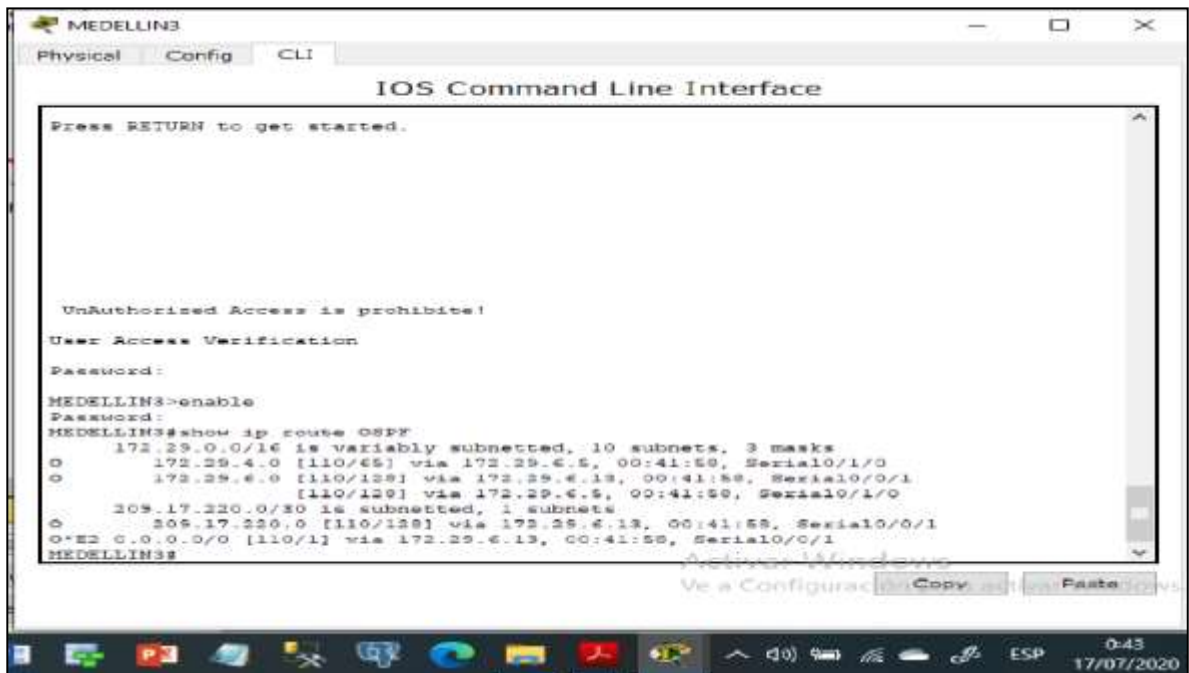 MEDELLIN3
Physical Config CLI
IOS Command Line Interface
Press RETURN to get started.
UnAuthorized Access is prohibite!
User Access Verification
Password:
MEDELLIN3>enable
Password:
MEDELLIN3#show ip route OSPF
172.29.0.0/16 is variably subnetted, 10 subnets, 3 masks
O 172.29.4.0 [110/65] via 172.29.6.5, 00:41:58, Serial0/1/0
O 172.29.6.0 [110/128] via 172.29.6.13, 00:41:58, Serial0/0/1
[110/128] via 172.29.6.5, 00:41:58, Serial0/1/0
209.17.220.0/30 is subnetted, 1 subnets
O 209.17.220.0 [110/128] via 172.29.6.13, 00:41:58, Serial0/0/1
O*E2 0.0.0.0/0 [110/1] via 172.29.6.13, 00:41:58, Serial0/0/1
MEDELLIN3#
Activar Windows
Ve a
Copy Paste
ESP 0:43
17/07/2020